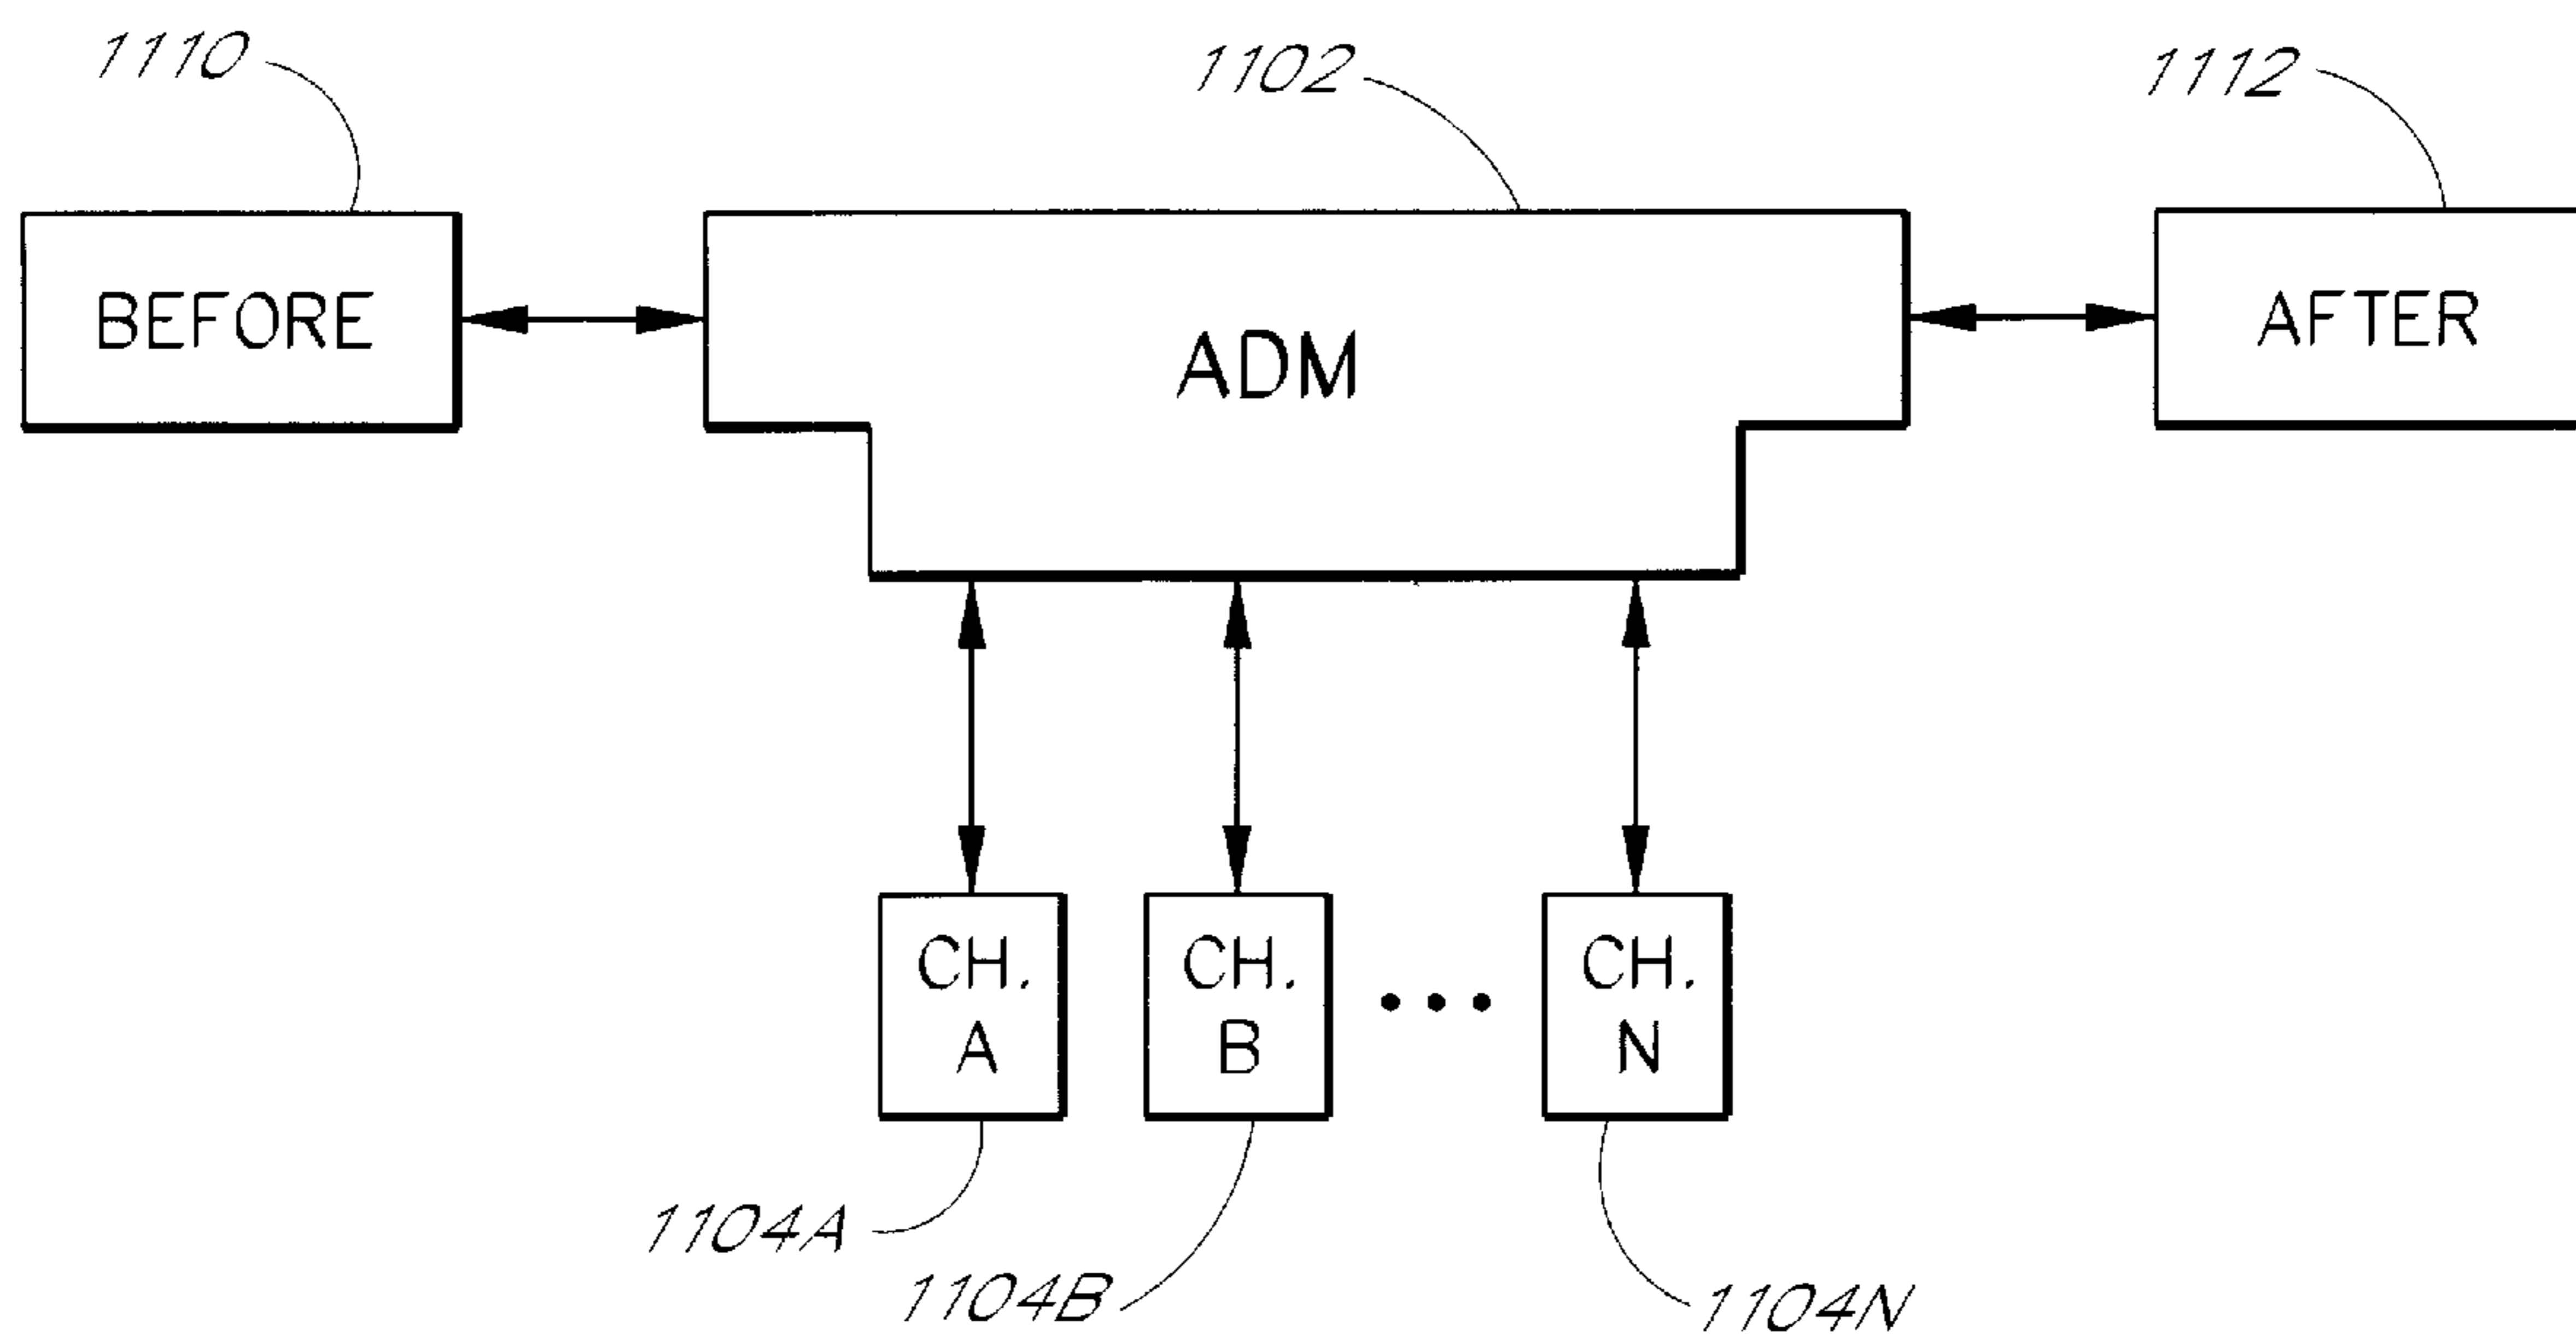 1110
1102
1112
BEFORE
ADM
AFTER
CH.
A
CH.
B
CH.
N
1104A
1104B
1104N